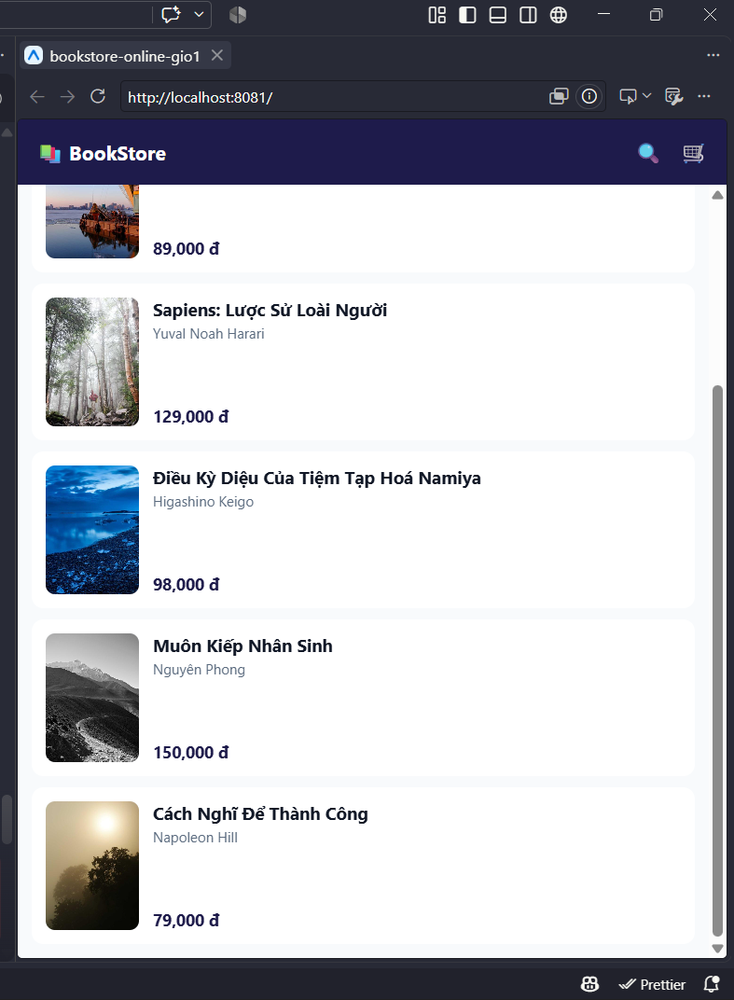 bookstore-online-gio1
http://localhost:8081/
BookStore
89,000 đ
Sapiens: Lược Sử Loài Người
Yuval Noah Harari
129,000 đ
Điều Kỳ Diệu Của Tiệm Tạp Hoá Namiya
Higashino Keigo
98,000 đ
Muôn Kiếp Nhân Sinh
Nguyên Phong
150,000 đ
Cách Nghĩ Để Thành Công
Napoleon Hill
79,000 đ
Prettier